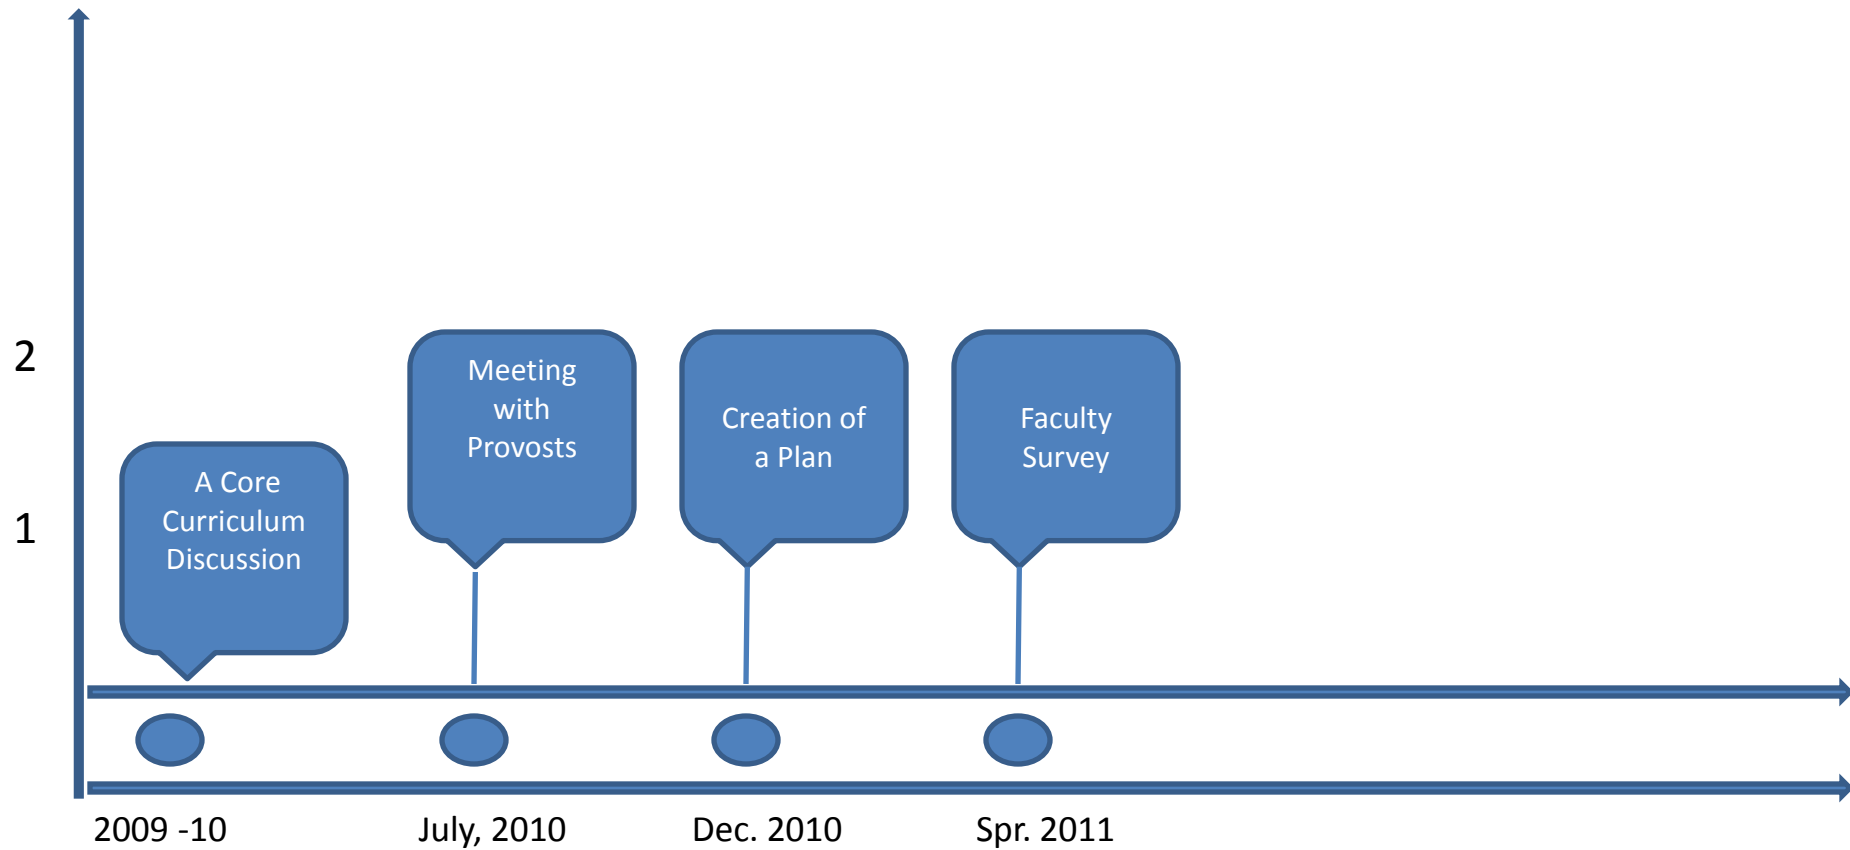 2
1
A Core
Curriculum
Discussion
Meeting
with
Provosts
Creation of
a Plan
Faculty
Survey
2009 -10
July, 2010
Dec. 2010
Spr. 2011